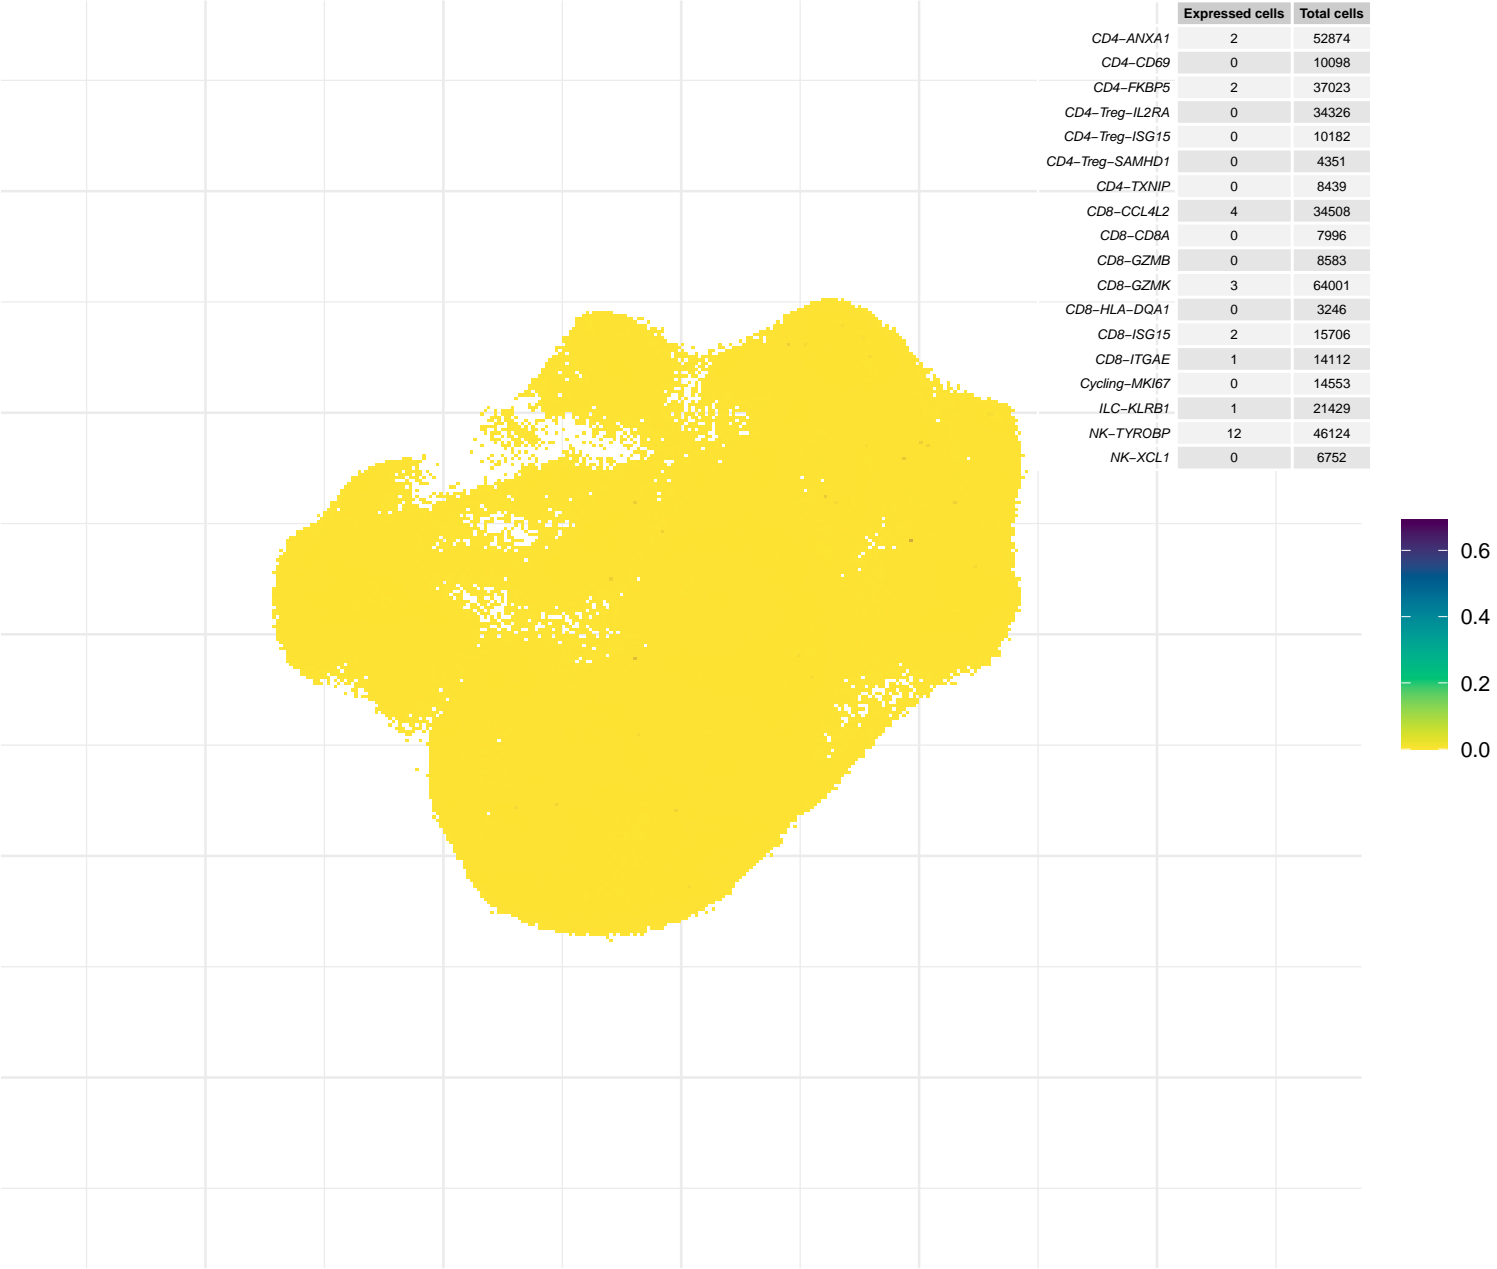 Expressed cells Total cells
CD4−ANXA1 2 52874
CD4−CD69 0 10098
CD4−FKBP5 2 37023
CD4−Treg−IL2RA 0 34326
CD4−Treg−ISG15 0 10182
CD4−Treg−SAMHD1 0 4351
CD4−TXNIP 0 8439
CD8−CCL4L2 4 34508
CD8−CD8A 0 7996
CD8−GZMB 0 8583
CD8−GZMK 3 64001
CD8−HLA−DQA1 0 3246
CD8−ISG15 2 15706
CD8−ITGAE 1 14112
Cycling−MKI67 0 14553
ILC−KLRB1 1 21429
NK−TYROBP 12 46124
NK−XCL1 0 6752
0.6
0.4
0.2
0.0